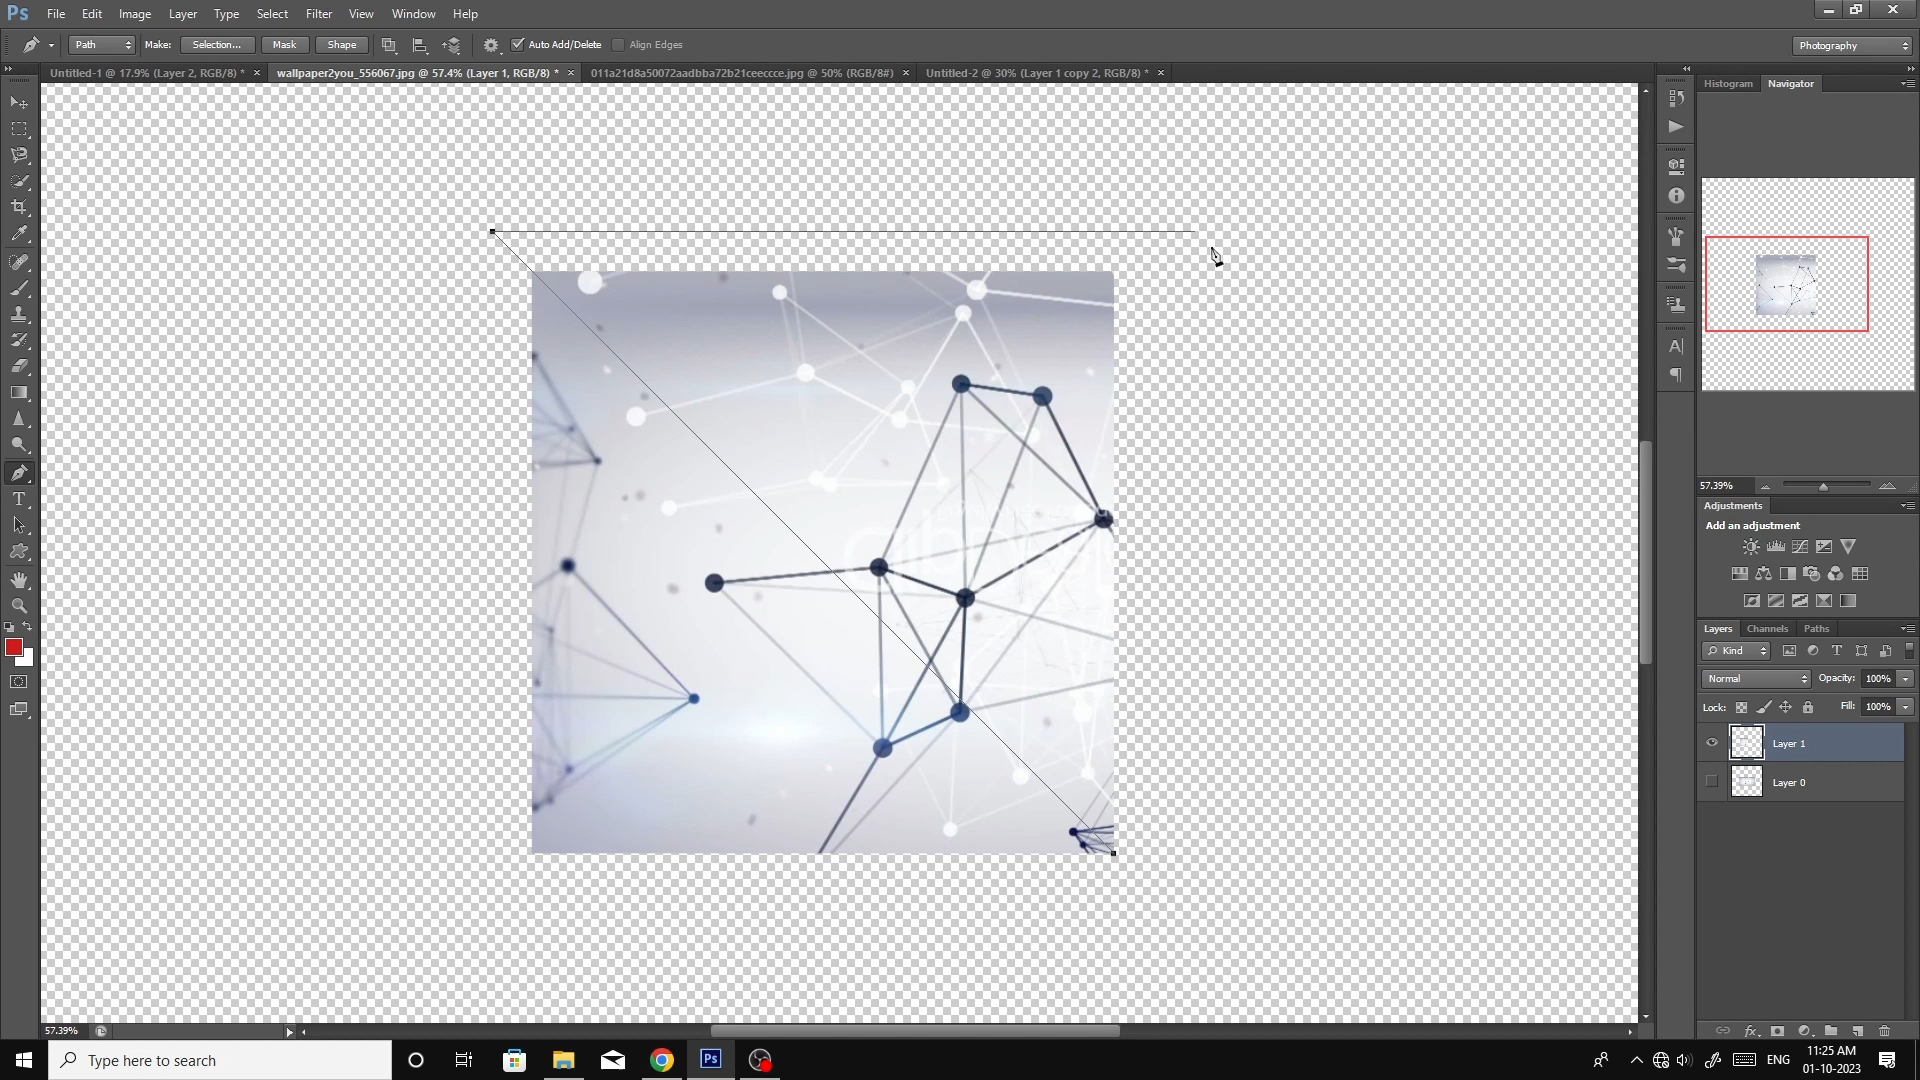 Ps File Edit Image Layer Type Select Filter 3D View Window Help
Path Make: Selection... Mask Shape Auto Add/Delete Align Edges Photography
Untitled-1 @ 17.9% (Layer 2, RGB/8) * × wallpaper2you_556067.jpg @ 57.4% (Layer 1, RGB/8) * × 011a21d8a50072aadbba72b21ceeccce.jpg @ 50% (RGB/8#) × Untitled-2 @ 30% (Layer 1 copy 2, RGB/8) * ×
Histogram Navigator
57.39%
Adjustments
Add an adjustment
Layers Channels Paths
Kind
Normal Opacity: 100%
Lock: Fill: 100%
Layer 1
Layer 0
57.39%
Type here to search
Ps
ENG
11:25 AM
01-10-2023